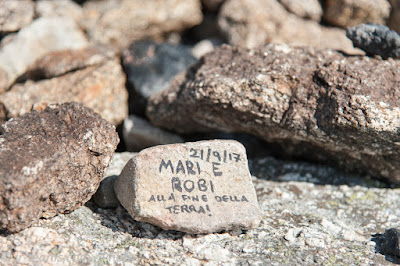 21/9/17
MARI E
ROBI
ALLA FINE DELLA
TERRA!